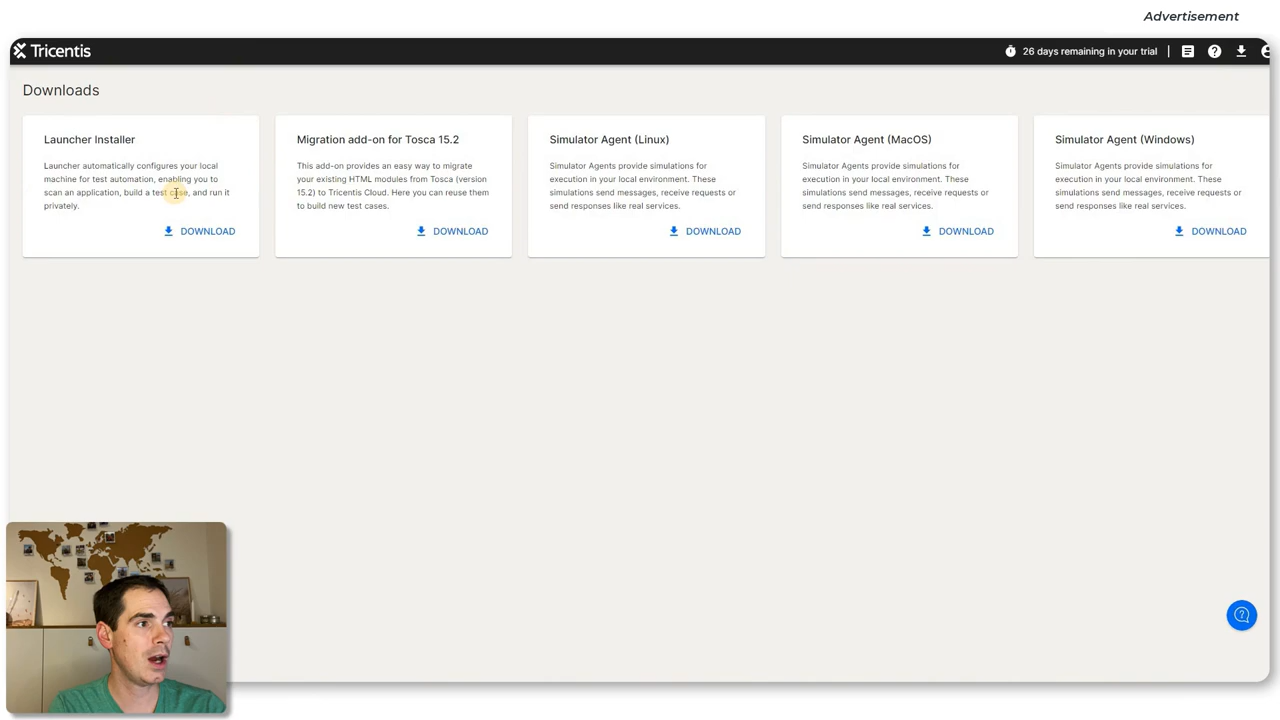 Advertisement
Tricentis
26 days remaining in your trial
Downloads
Launcher Installer
Launcher automatically configures your local
machine for test automation, enabling you to
scan an application, build a test case, and run it
privately.
DOWNLOAD
Migration add-on for Tosca 15.2
This add-on provides an easy way to migrate
your existing HTML modules from Tosca (version
15.2) to Tricentis Cloud. Here you can reuse them
to build new test cases.
DOWNLOAD
Simulator Agent (Linux)
Simulator Agents provide simulations for
execution in your local environment. These
simulations send messages, receive requests or
send responses like real services.
DOWNLOAD
Simulator Agent (MacOS)
Simulator Agents provide simulations for
execution in your local environment. These
simulations send messages, receive requests or
send responses like real services.
DOWNLOAD
Simulator Agent (Windows)
Simulator Agents provide simulations for
execution in your local environment. These
simulations send messages, receive requests or
send responses like real services.
DOWNLOAD